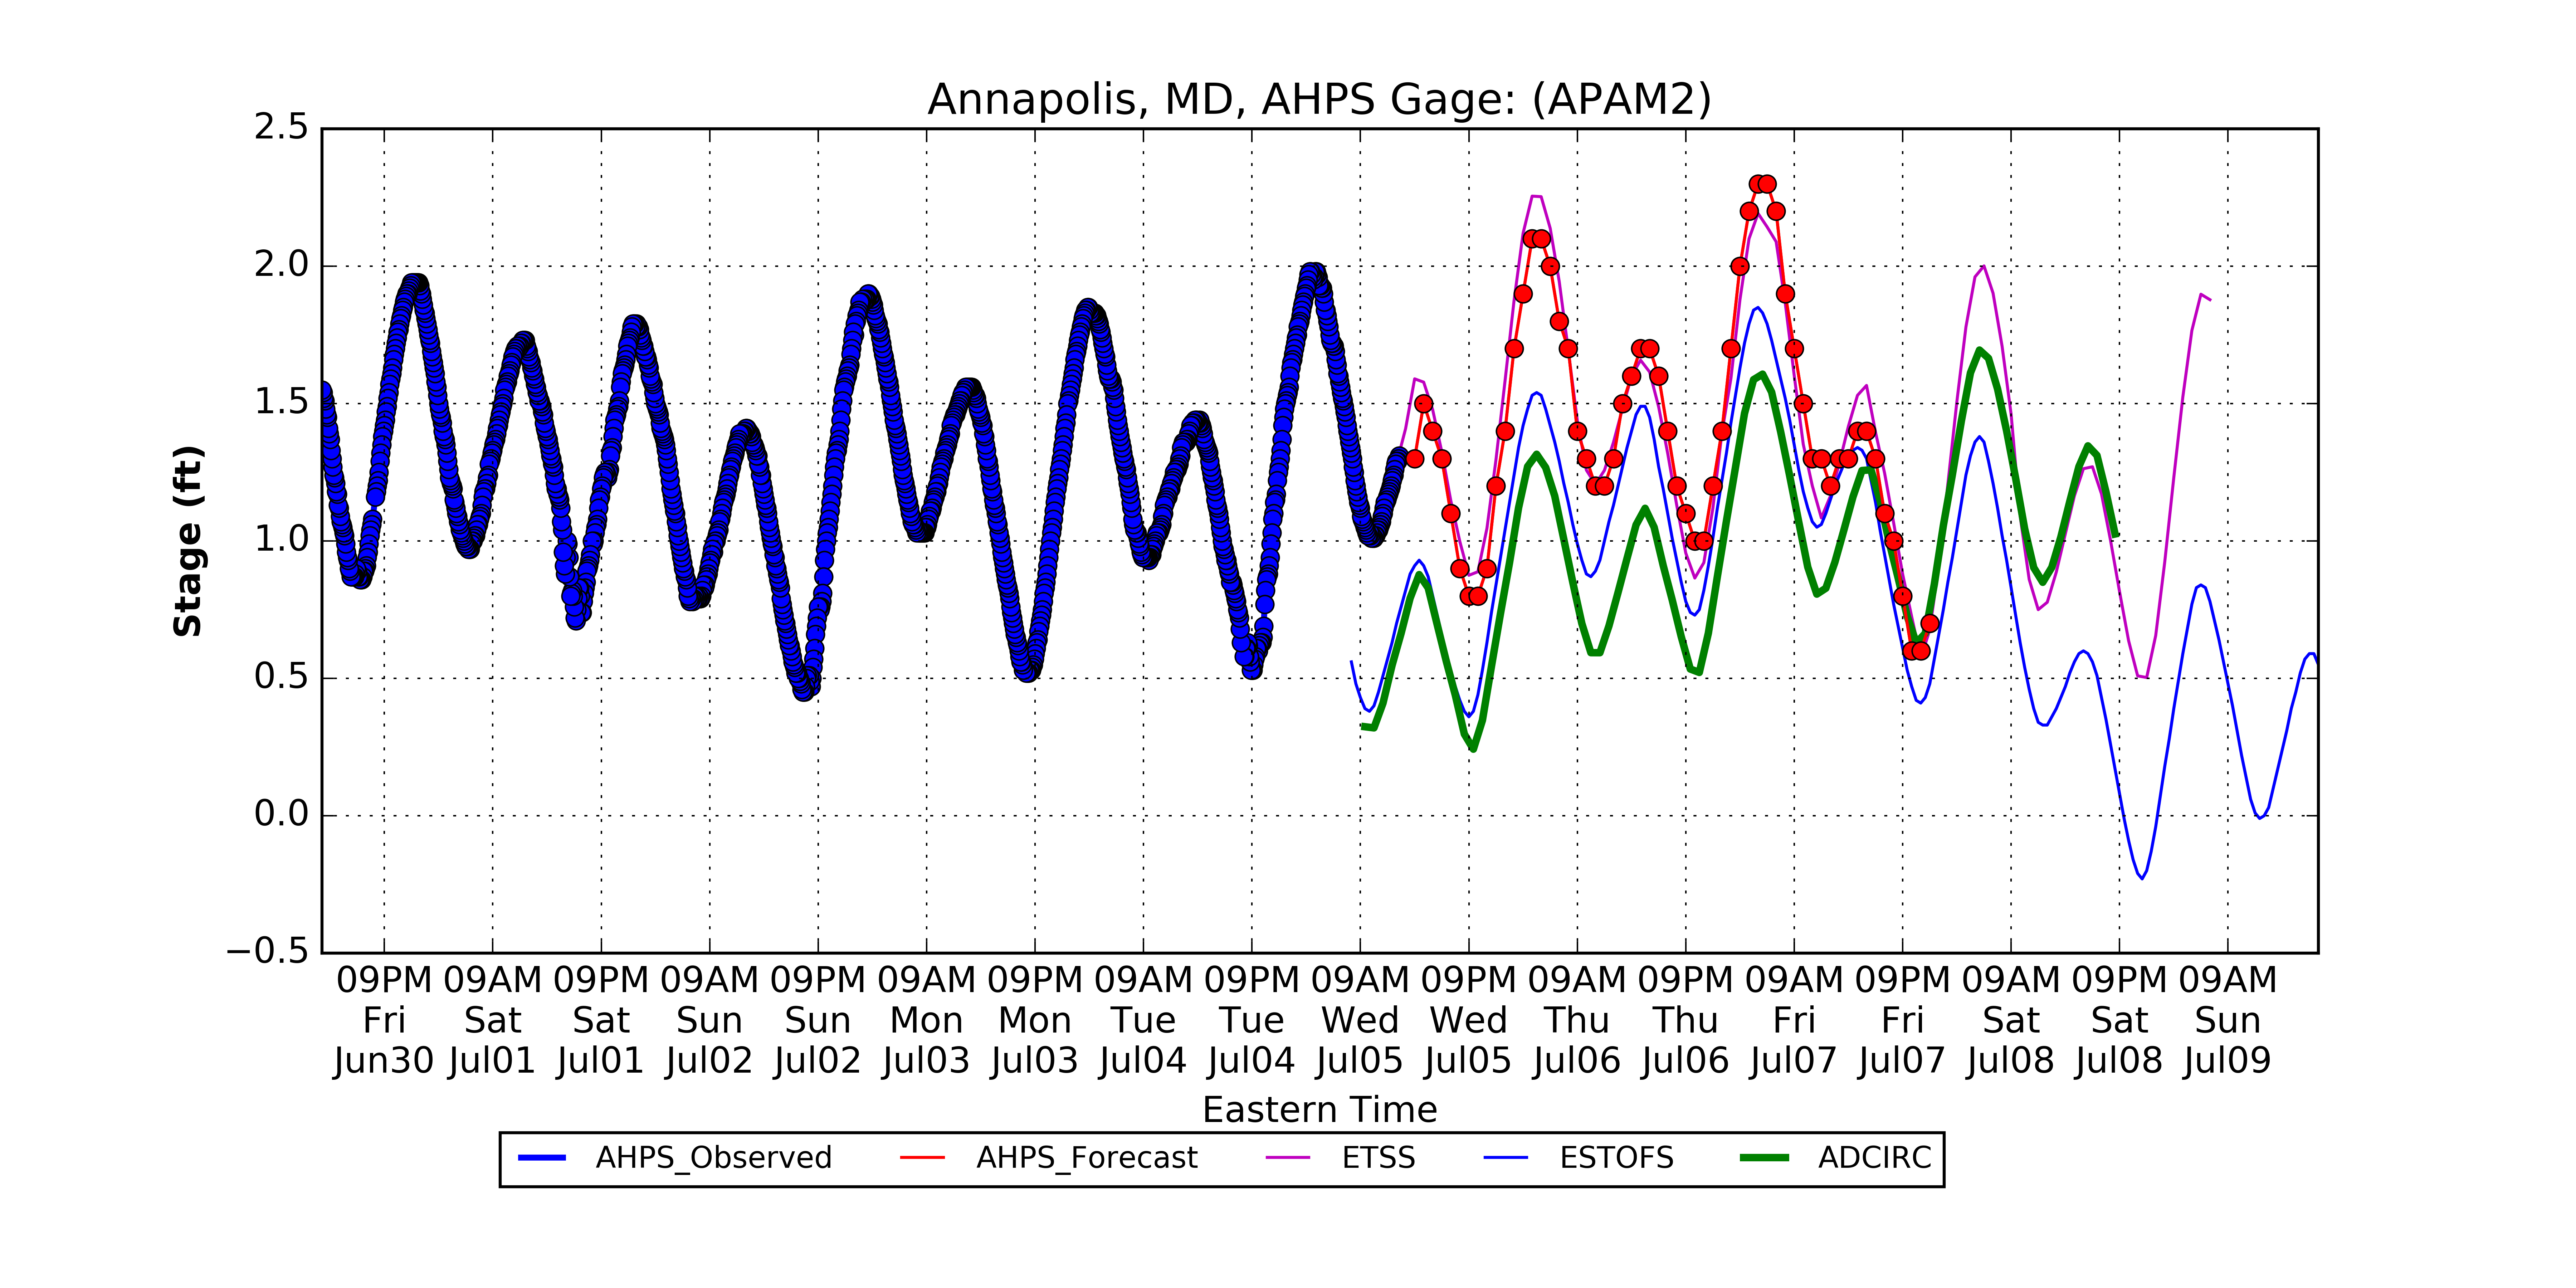 Annapolis, MD, AHPS Gage: (APAM2)
2.5
2.0
1.5
1.0
0.5
0.0
−0.5
Stage (ft)
09PM 09AM 09PM 09AM 09PM 09AM 09PM 09AM 09PM 09AM 09PM 09AM 09PM 09AM 09PM 09AM 09PM 09AM
Fri Sat Sat Sun Sun Mon Mon Tue Tue Wed Wed Thu Thu Fri Fri Sat Sat Sun
Jun30 Jul01 Jul01 Jul02 Jul02 Jul03 Jul03 Jul04 Jul04 Jul05 Jul05 Jul06 Jul06 Jul07 Jul07 Jul08 Jul08 Jul09
Eastern Time
AHPS_Observed AHPS_Forecast ETSS ESTOFS ADCIRC